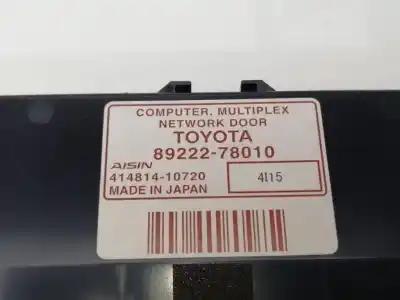 COMPUTER, MULTIPLEX
NETWORK DOOR
TOYOTA
89222-78010
AISIN
414814-10720
4I15
MADE IN JAPAN